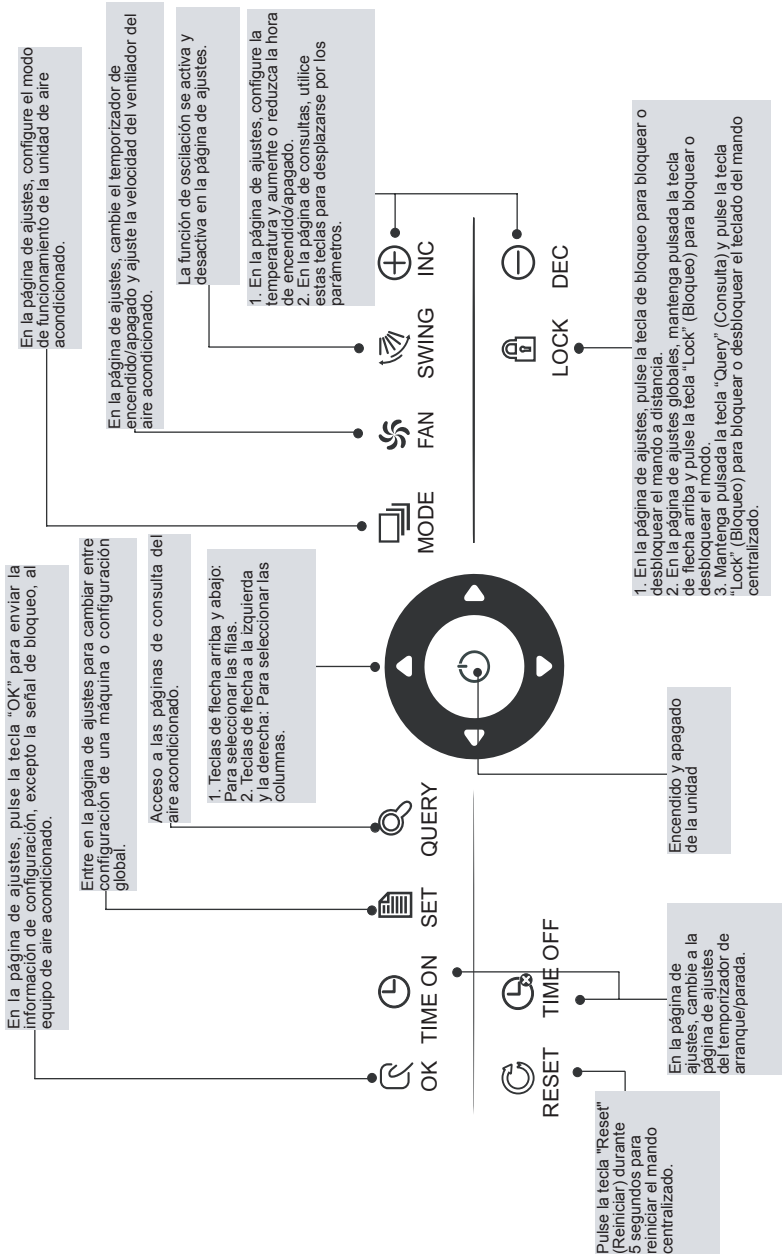 En la página de ajustes, pulse la tecla “OK” para enviar la
información de configuración, excepto la señal de bloqueo, al
equipo de aire acondicionado.
Entre en la página de ajustes para cambiar entre
configuración de una máquina o configuración
global.
Acceso a las páginas de consulta del
aire acondicionado.
1. Teclas de flecha arriba y abajo:
Para seleccionar las filas.
2. Teclas de flecha a la izquierda
y la derecha: Para seleccionar las
columnas.
En la página de ajustes, configure el modo
de funcionamiento de la unidad de aire
acondicionado.
En la página de ajustes, cambie el temporizador de
encendido/apagado y ajuste la velocidad del ventilador del
aire acondicionado.
La función de oscilación se activa y
desactiva en la página de ajustes.
1. En la página de ajustes, configure la
temperatura y aumente o reduzca la hora
de encendido/apagado.
2. En la página de consultas, utilice
estas teclas para desplazarse por los
parámetros.
OK
TIME ON
SET
QUERY
MODE
FAN
SWING
INC
RESET
TIME OFF
LOCK
DEC
Pulse la tecla "Reset"
(Reiniciar) durante
5 segundos para
reiniciar el mando
centralizado.
En la página de
ajustes, cambie a la
página de ajustes
del temporizador de
arranque/parada.
Encendido y apagado
de la unidad
1. En la página de ajustes, pulse la tecla de bloqueo para bloquear o
desbloquear el mando a distancia.
2. En la página de ajustes globales, mantenga pulsada la tecla
de flecha arriba y pulse la tecla “Lock” (Bloqueo) para bloquear o
desbloquear el modo.
3. Mantenga pulsada la tecla “Query” (Consulta) y pulse la tecla
“Lock” (Bloqueo) para bloquear o desbloquear el teclado del mando
centralizado.